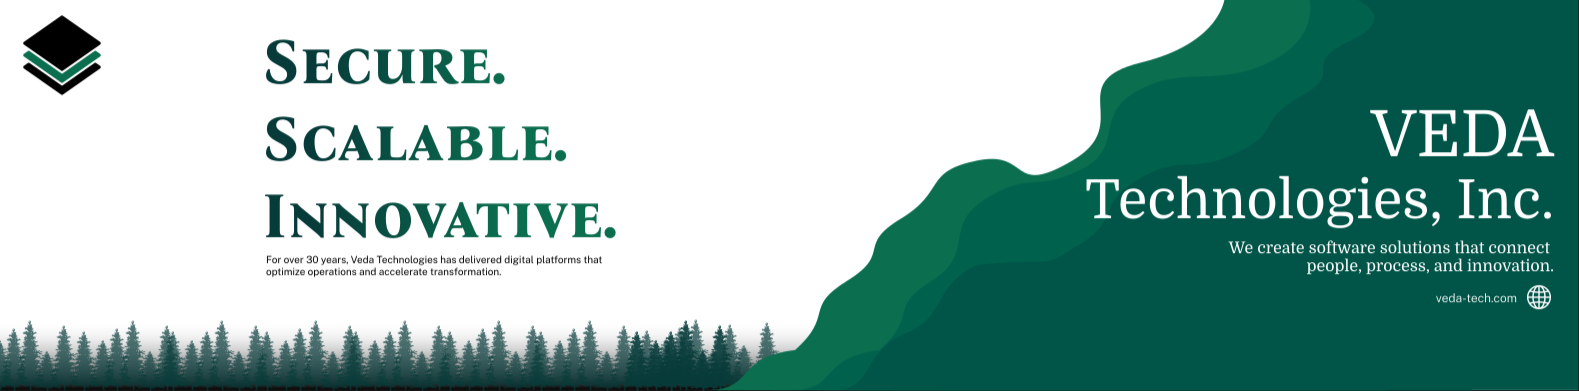 SECURE.
SCALABLE.
INNOVATIVE.
For over 30 years, Veda Technologies has delivered digital platforms that
optimize operations and accelerate transformation.
VEDA
Technologies, Inc.
We create software solutions that connect
people, process, and innovation.
veda-tech.com